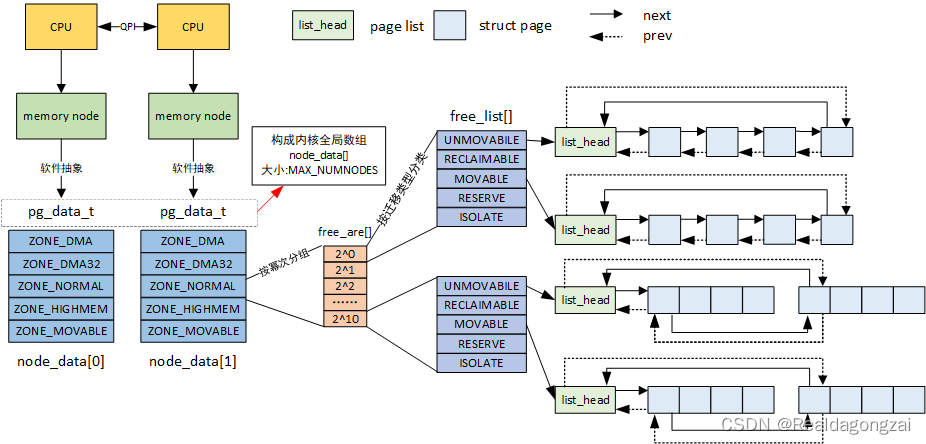 CPU
QPI
CPU
list_head
page list
struct page
next
prev
memory node
memory node
软件抽象
软件抽象
构成内核全局数组
node_data[]
大小:MAX_NUMNODES
pg_data_t
pg_data_t
ZONE_DMA
ZONE_DMA32
ZONE_NORMAL
ZONE_HIGHMEM
ZONE_MOVABLE
node_data[0]
ZONE_DMA
ZONE_DMA32
ZONE_NORMAL
ZONE_HIGHMEM
ZONE_MOVABLE
node_data[1]
按幂次分组
free_are[]
2^0
2^1
2^2
……
2^10
按迁移类型分类
free_list[]
UNMOVABILE
RECLAIMABLE
MOVABLE
RESERVE
ISOLATE
UNMOVABILE
RECLAIMABLE
MOVABLE
RESERVE
ISOLATE
list_head
list_head
list_head
list_head
CSDN @Realdagongzai